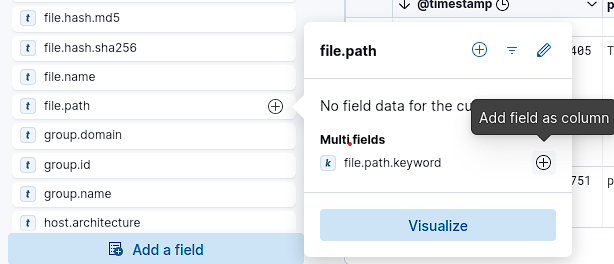 t file.hash.md5
t file.hash.sha256
t file.name
t file.path
t group.domain
t group.id
t group.name
t host.architecture
Add a field
@timestamp
405
T
751
p
file.path
No field data for the cu
Add field as column
Multi fields
k file.path.keyword
Visualize